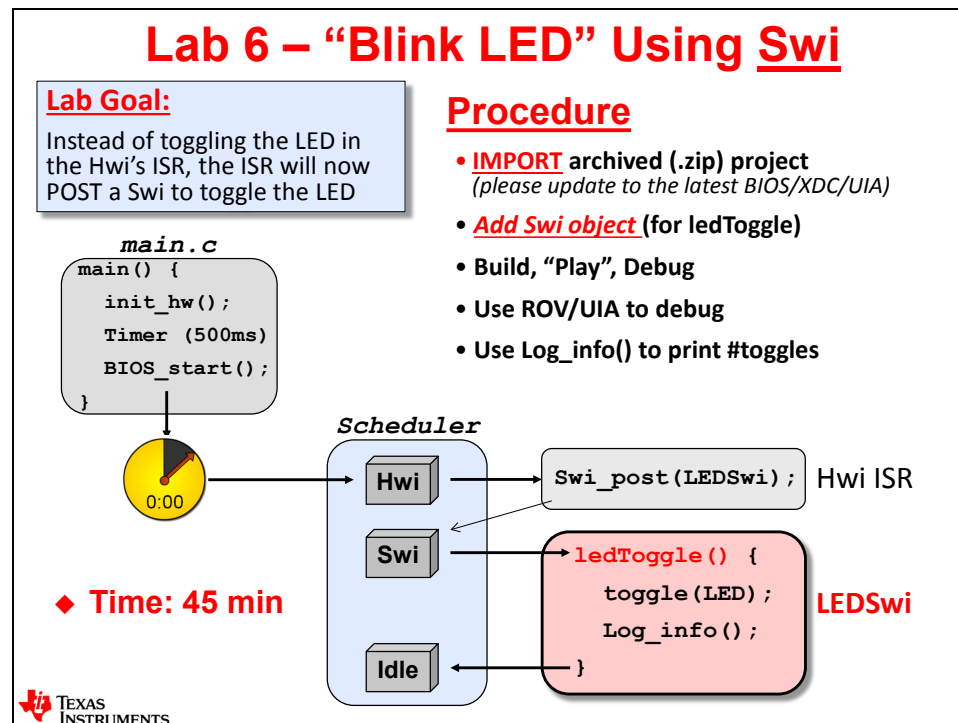 Lab 6 – “Blink LED” Using Swi
Lab Goal:
Instead of toggling the LED in
the Hwi’s ISR, the ISR will now
POST a Swi to toggle the LED
Procedure
• IMPORT archived (.zip) project
(please update to the latest BIOS/XDC/UIA)
• Add Swi object (for ledToggle)
• Build, “Play”, Debug
• Use ROV/UIA to debug
• Use Log_info() to print #toggles
main.c
main() {
init_hw();
Timer (500ms)
BIOS_start();
}
0:00
Scheduler
Hwi
Swi
Idle
Swi_post(LEDSwi);
Hwi ISR
ledToggle() {
toggle(LED);
Log_info();
}
LEDSwi
◆ Time: 45 min
TEXAS
INSTRUMENTS